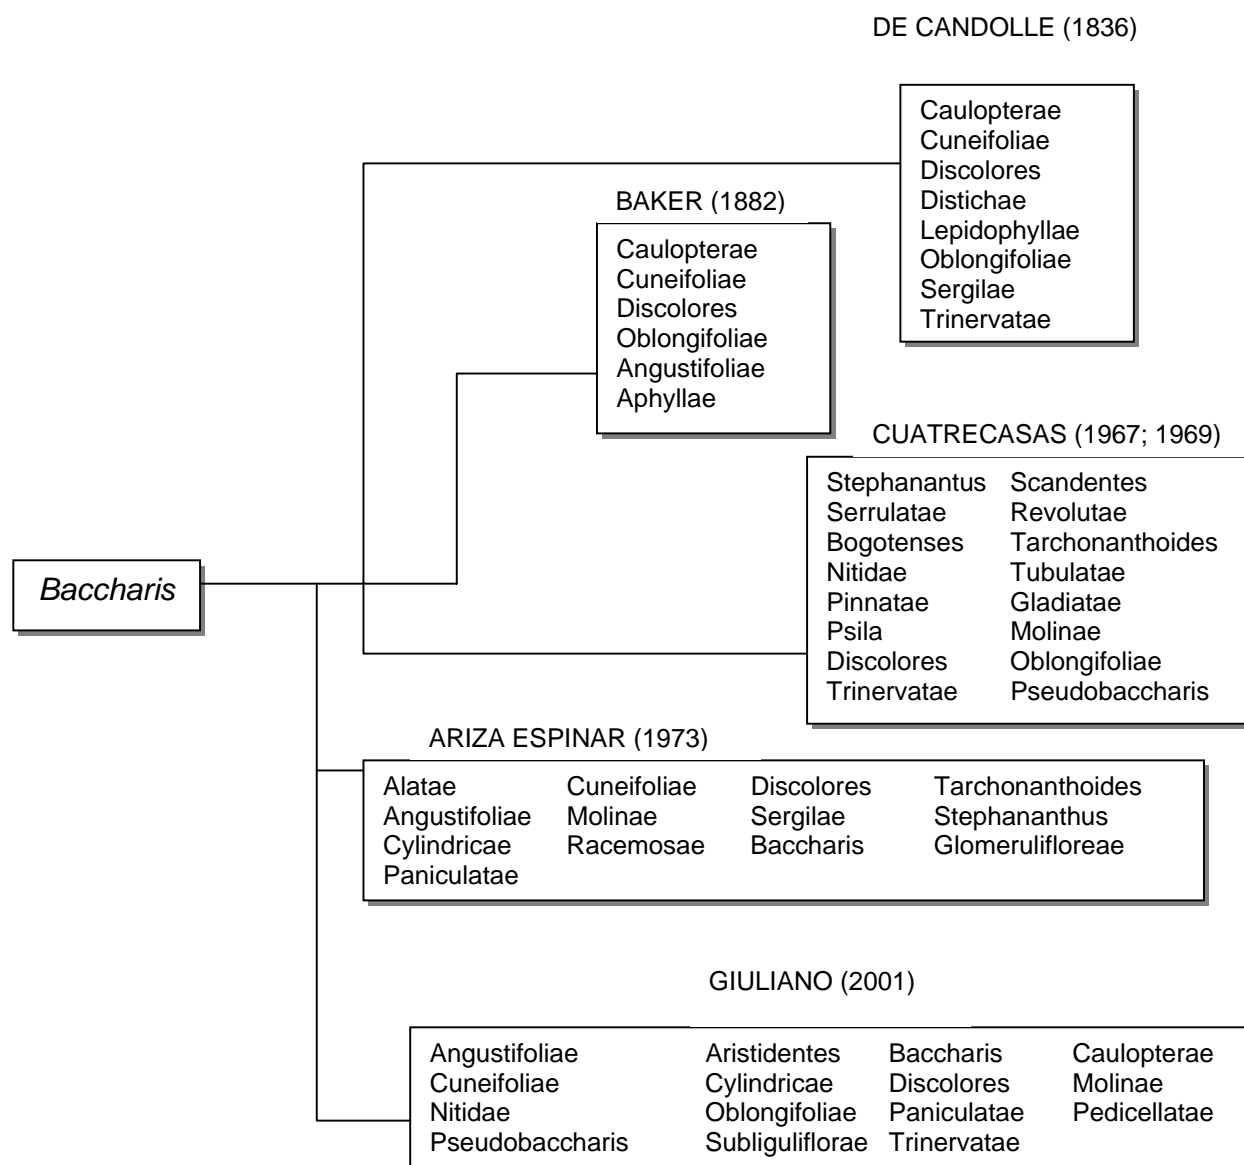 DE CANDOLLE (1836)
Caulopterae
Cuneifoliae
Discolores
Distichae
Lepidophyllae
Oblongifoliae
Sergilae
Trinervatae
BAKER (1882)
Caulopterae
Cuneifoliae
Discolores
Oblongifoliae
Angustifoliae
Aphyllae
CUATRECASAS (1967; 1969)
Stephanantus Scandentes
Serrulatae Revolutae
Bogotenses Tarchonanthoides
Nitidae Tubulatae
Pinnatae Gladiatae
Psila Molinae
Discolores Oblongifoliae
Trinervatae Pseudobaccharis
Baccharis
ARIZA ESPINAR (1973)
Alatae Cuneifoliae Discolores Tarchonanthoides
Angustifoliae Molinae Sergilae Stephananthus
Cylindricae Racemosae Baccharis Glomerulifloreae
Paniculatae
GIULIANO (2001)
Angustifoliae Aristidentes Baccharis Caulopterae
Cuneifoliae Cylindricae Discolores Molinae
Nitidae Oblongifoliae Paniculatae Pedicellatae
Pseudobaccharis Subliguliflorae Trinervatae